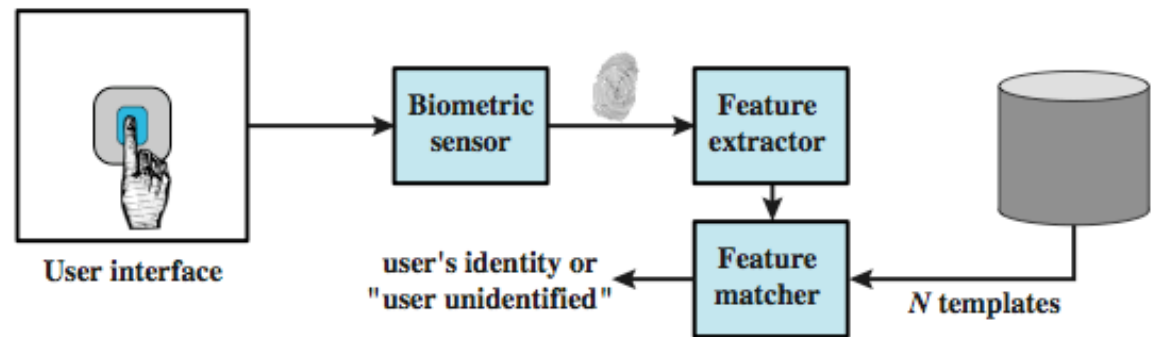 User interface
Biometric
sensor
Feature
extractor
Feature
matcher
user's identity or
"user unidentified"
N templates